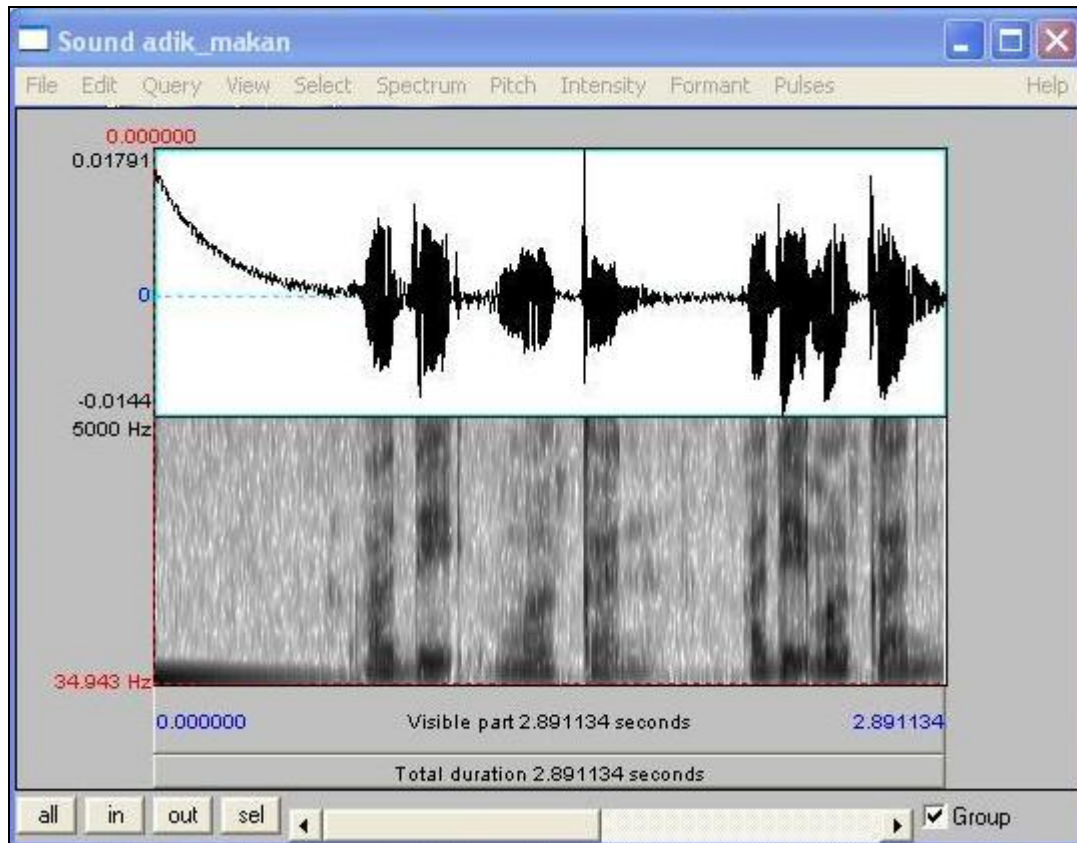 Sound adik_makan
File Edit Query View Select Spectrum Pitch Intensity Formant Pulses Help
0.000000
0.01791
0
-0.0144
5000 Hz
34.943 Hz
0.000000 Visible part 2.891134 seconds 2.891134
Total duration 2.891134 seconds
all in out sel Group